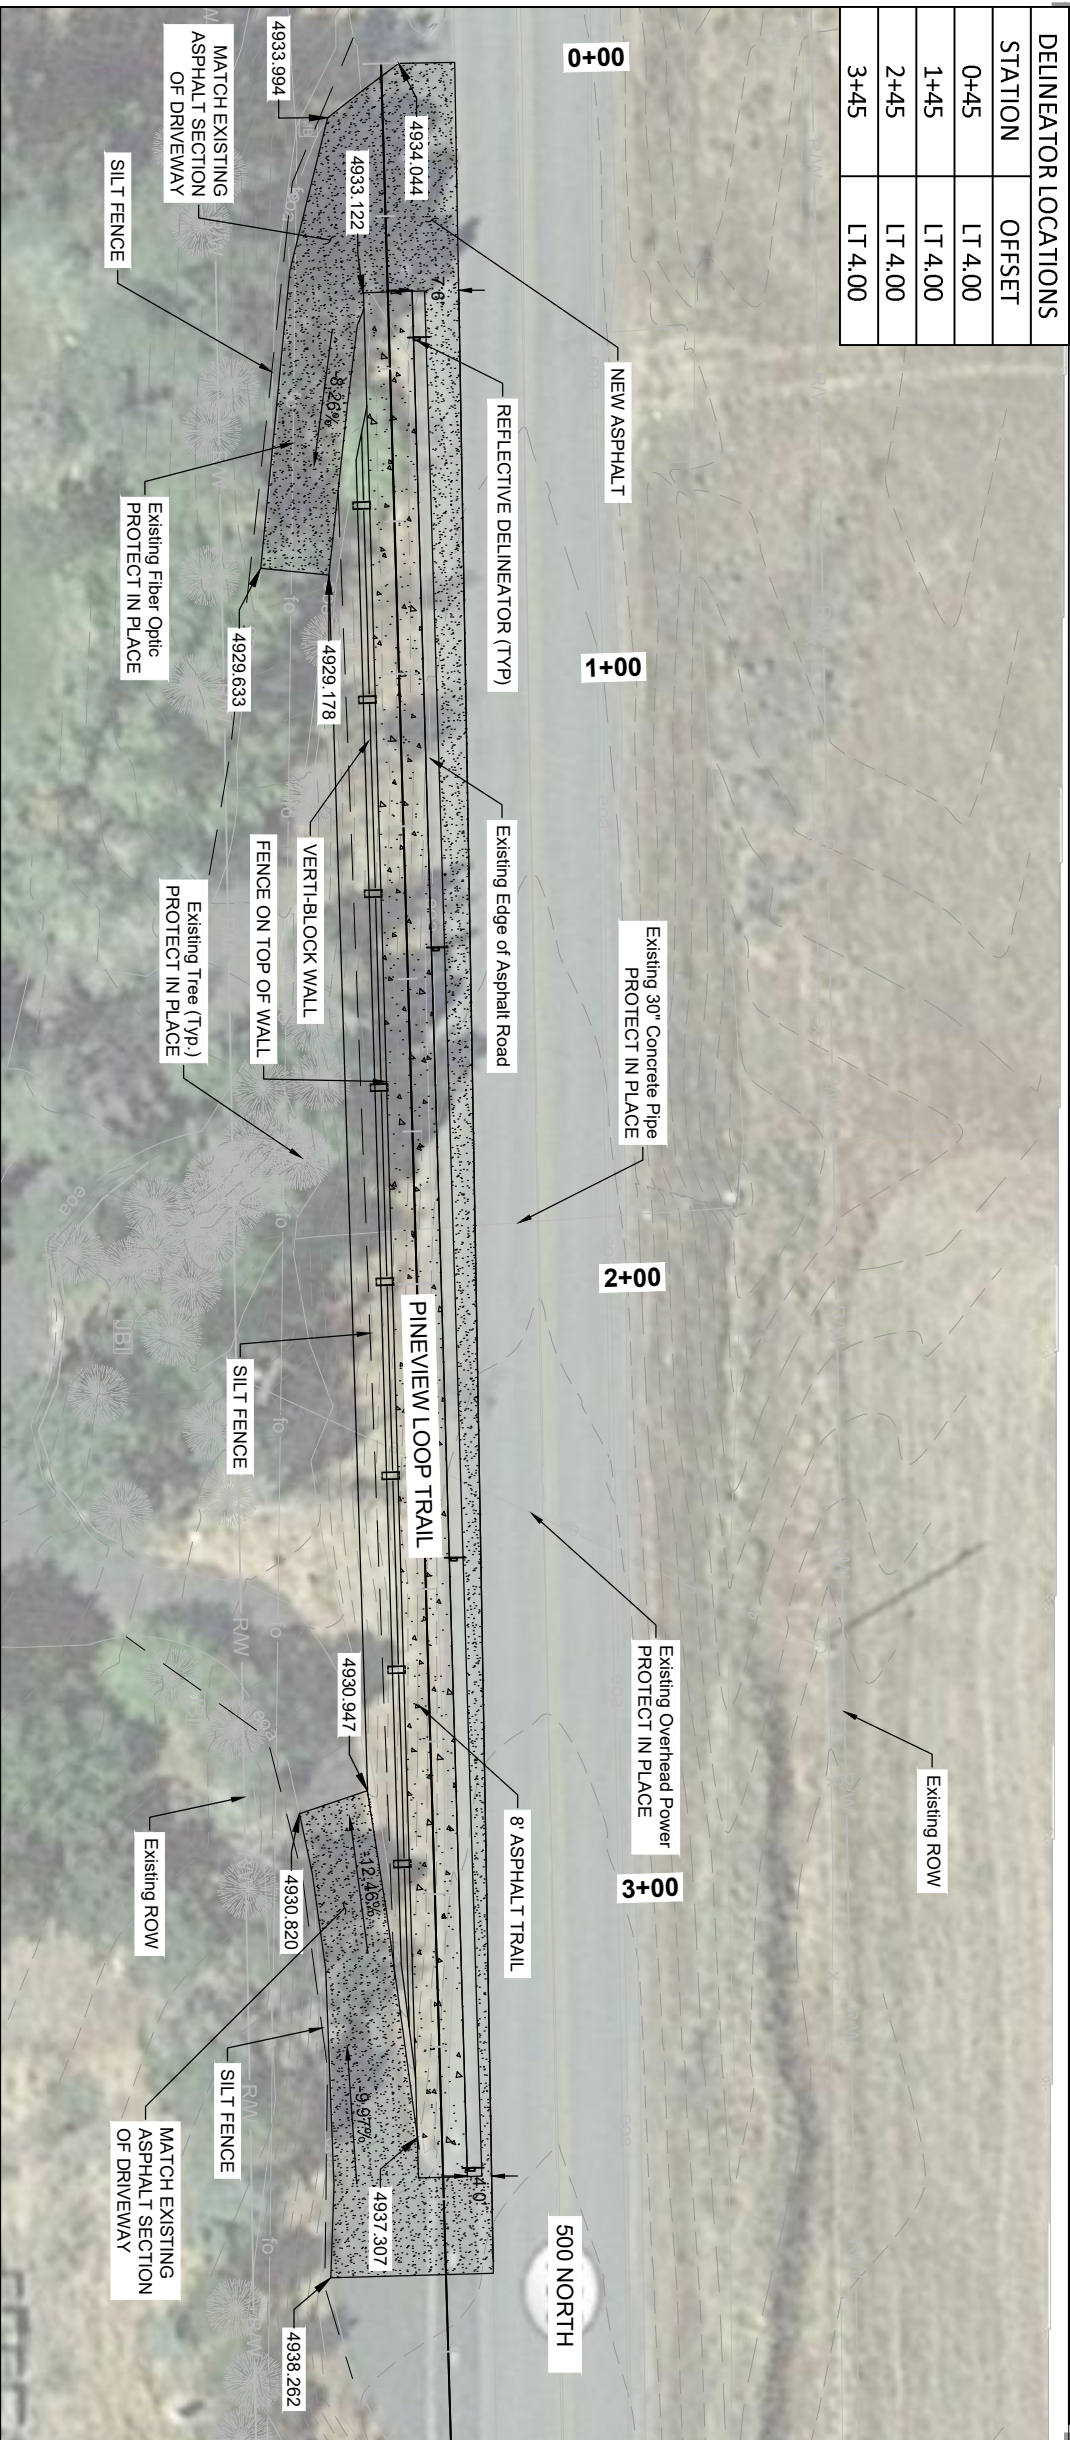 DELINEATOR LOCATIONS
STATION OFFSET
0+45 LT 4.00
1+45 LT 4.00
2+45 LT 4.00
3+45 LT 4.00
Existing ROW
0+00
1+00
2+00
3+00
500 NORTH
NEW ASPHALT
REFLECTIVE DELINEATOR (TYP)
Existing Edge of Asphalt Road
Existing 30" Concrete Pipe
PROTECT IN PLACE
Existing Overhead Power
PROTECT IN PLACE
8' ASPHALT TRAIL
PINEVIEW LOOP TRAIL
4934.044
4933.122
4933.994
7.6'
4.0'
MATCH EXISTING
ASPHALT SECTION
OF DRIVEWAY
SILT FENCE
-8.26%
Existing Fiber Optic
PROTECT IN PLACE
4929.633
4929.178
VERTI-BLOCK WALL
FENCE ON TOP OF WALL
Existing Tree (Typ.)
PROTECT IN PLACE
SILT FENCE
4930.947
4930.820
Existing ROW
-12.46%
-9.97%
SILT FENCE
MATCH EXISTING
ASPHALT SECTION
OF DRIVEWAY
4937.307
4938.262
R/W
R/W
fo
fo
fo
fo
fo
eoa
eoa